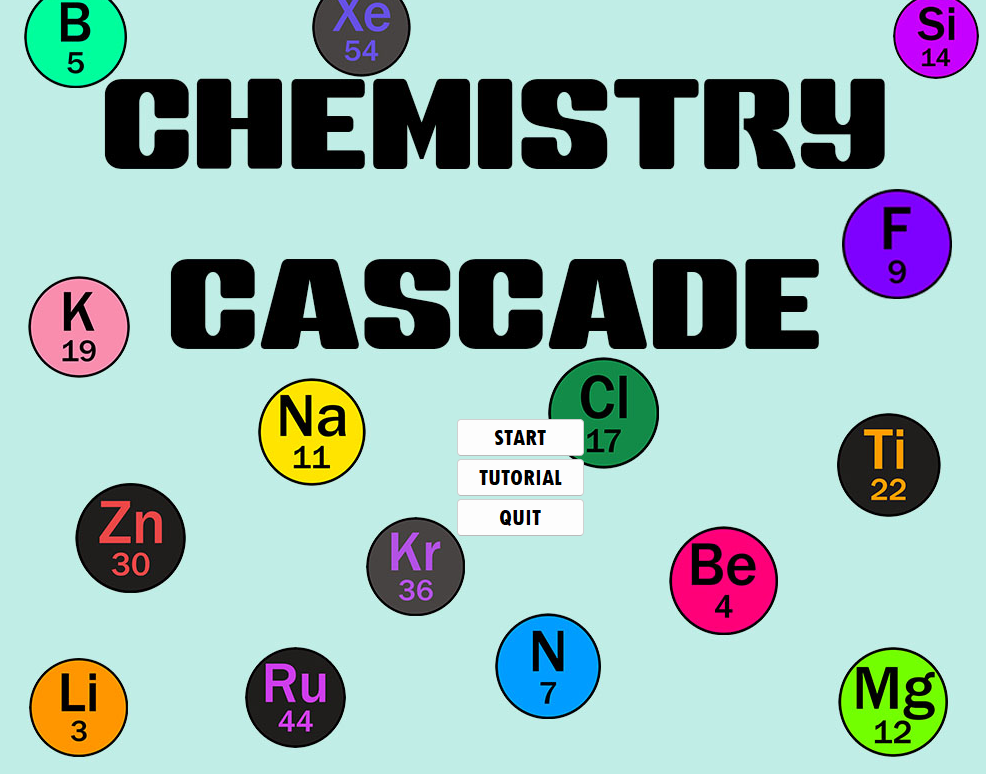 B
5
Xe
54
Si
14
CHEMISTRY
F
9
CASCADE
K
19
Na
11
Cl
17
START
TUTORIAL
QUIT
Ti
22
Zn
30
Kr
36
Be
4
N
7
Li
3
Ru
44
Mg
12